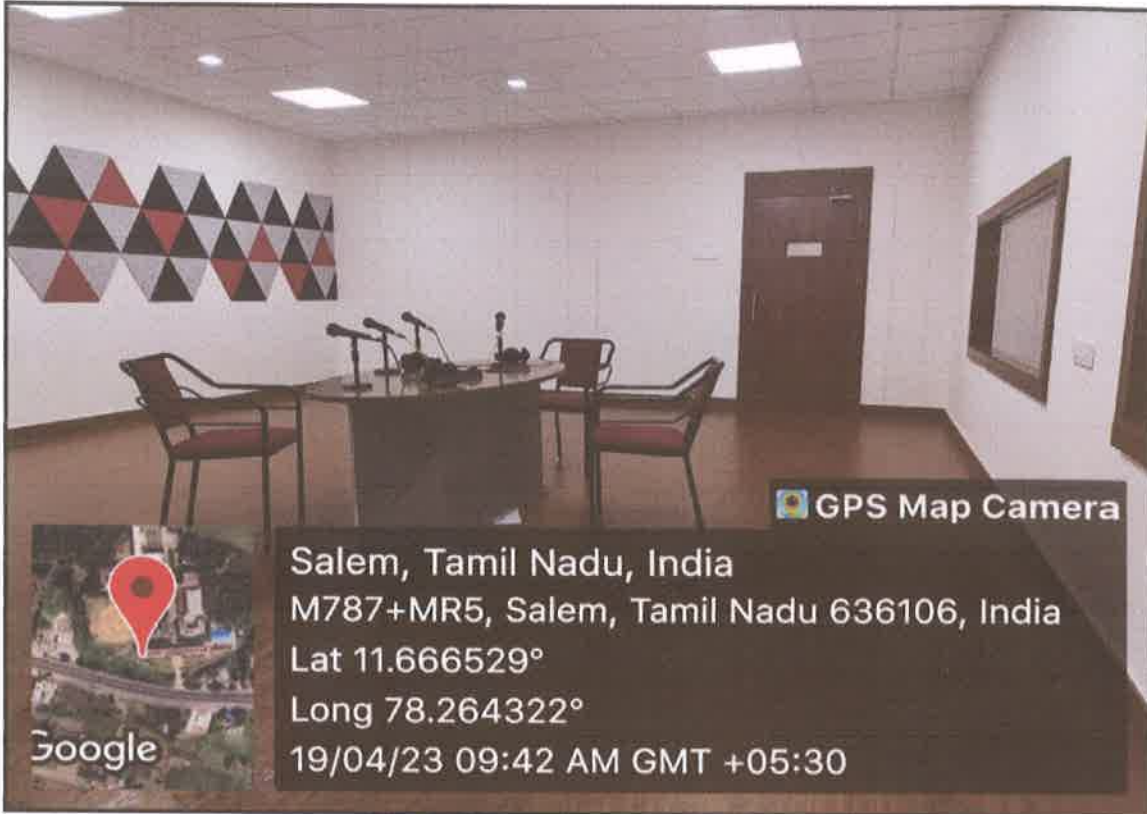 GPS Map Camera
Salem, Tamil Nadu, India
M787+MR5, Salem, Tamil Nadu 636106, India
Lat 11.666529°
Long 78.264322°
19/04/23 09:42 AM GMT +05:30
Google